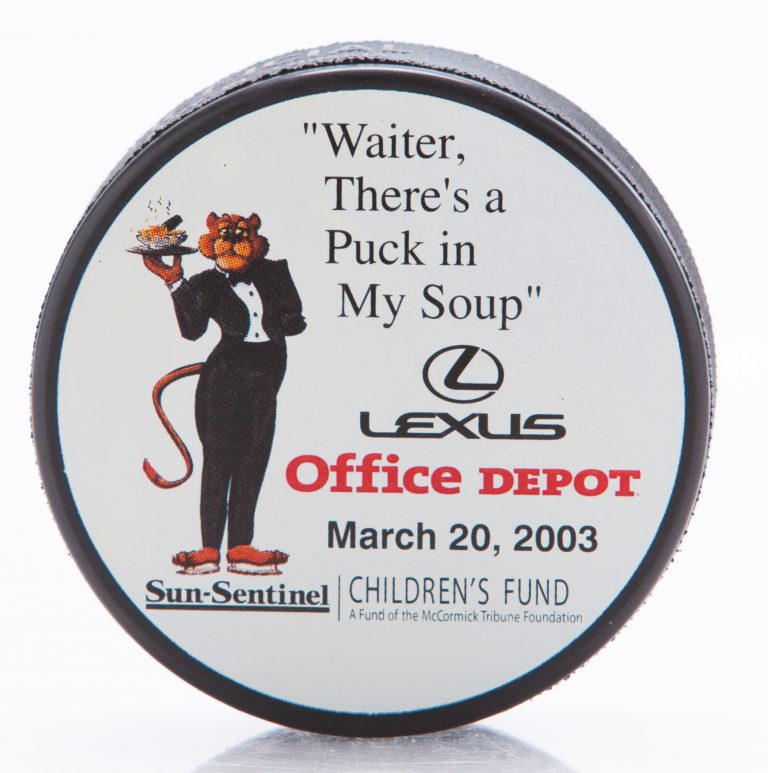 "Waiter,
There's a
Puck in
My Soup"
LEXUS
Office DEPOT
March 20, 2003
Sun-Sentinel | CHILDREN'S FUND
A Fund of the McCormick Tribune Foundation